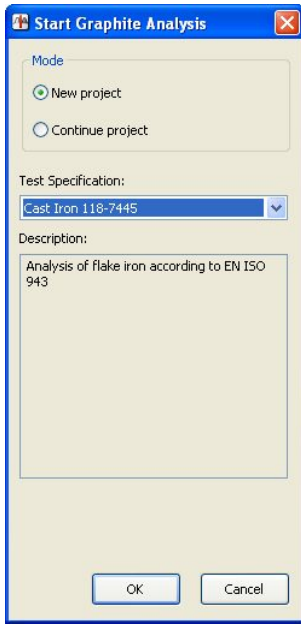 Start Graphite Analysis
Mode
New project
Continue project
Test Specification:
Cast Iron 118-7445
Description:
Analysis of flake iron according to EN ISO
943
OK
Cancel